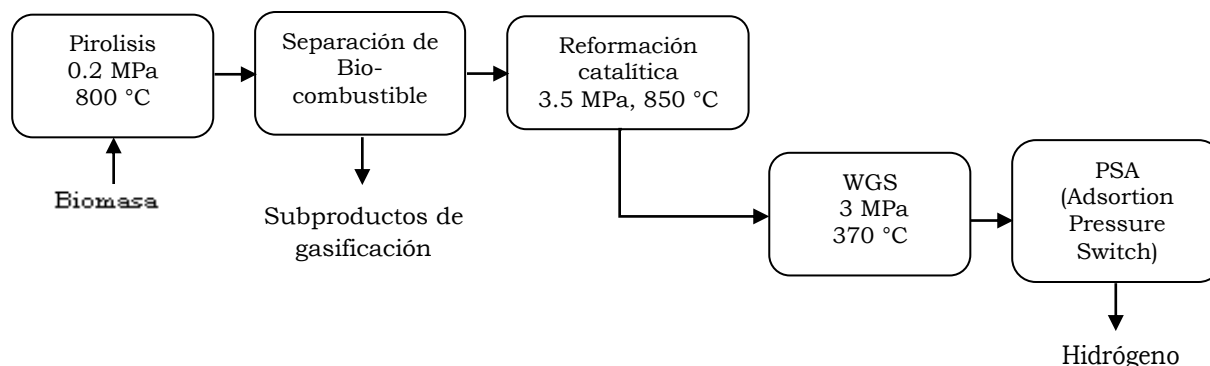 Pirolisis
0.2 MPa
800 °C
Separación de
Bio-
combustible
Reformación
catalítica
3.5 MPa, 850 °C
Biomasa
Subproductos de
gasificación
WGS
3 MPa
370 °C
PSA
(Adsortion
Pressure
Switch)
Hidrógeno